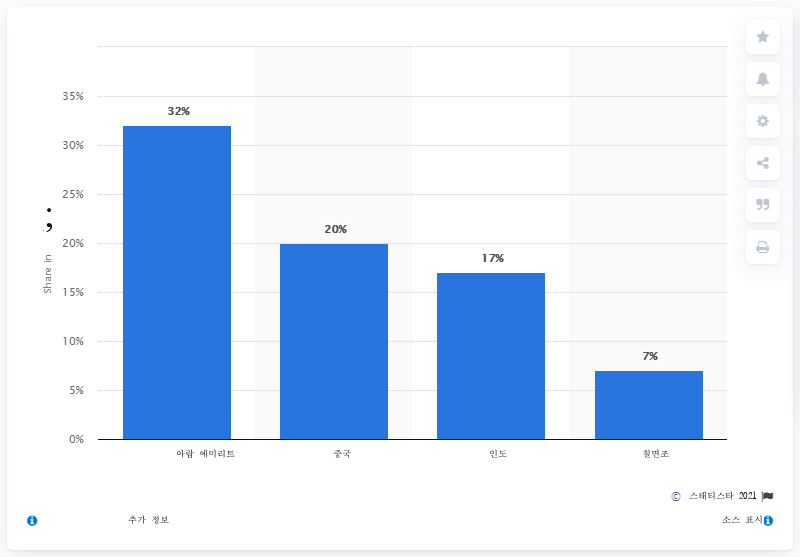 35%
32%
30%
25%
20%
20%
17%
15%
10%
7%
5%
0%
Share in ;
아랍 에미리트
중국
인도
칠면조
© 스태티스타 2021
추가 정보
소스 표시